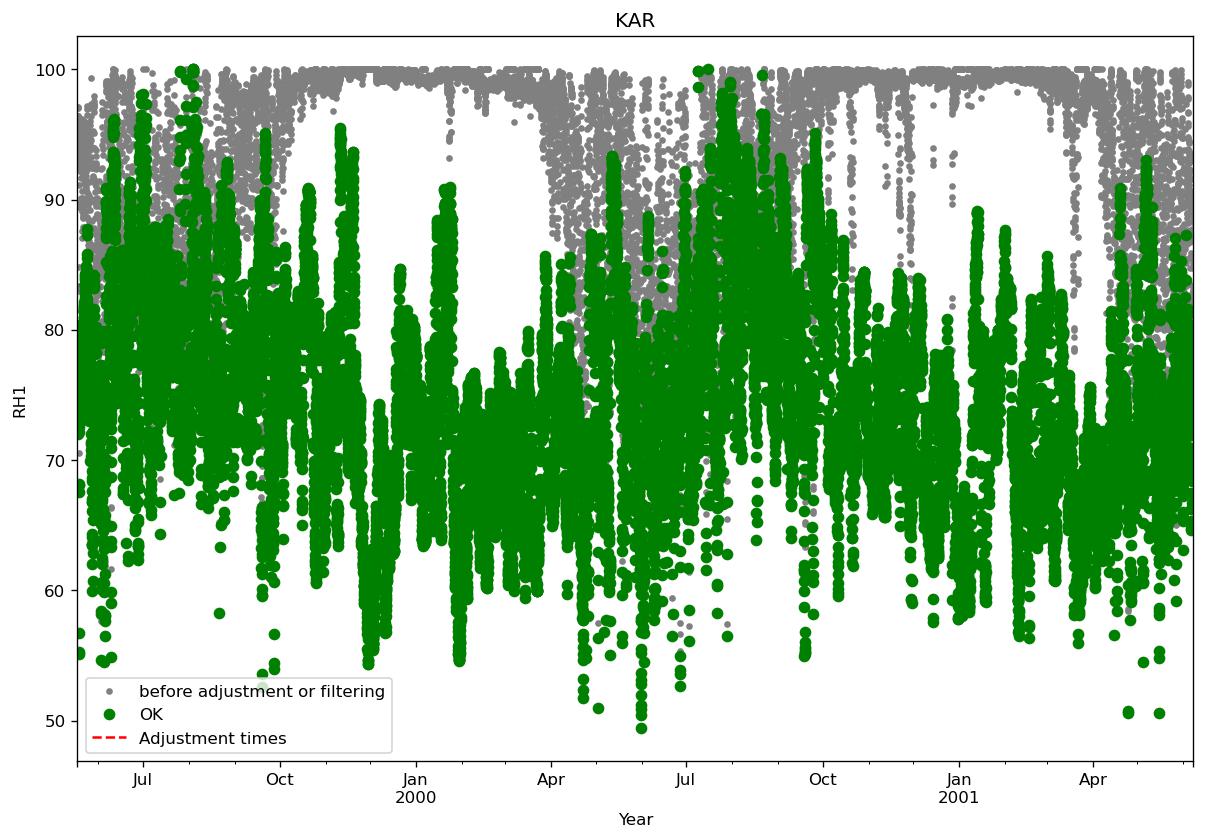 KAR
100
90
80
70
60
50
RH1
before adjustment or filtering
OK
Adjustment times
Jul
Oct
Jan
2000
Apr
Jul
Oct
Jan
2001
Apr
Year